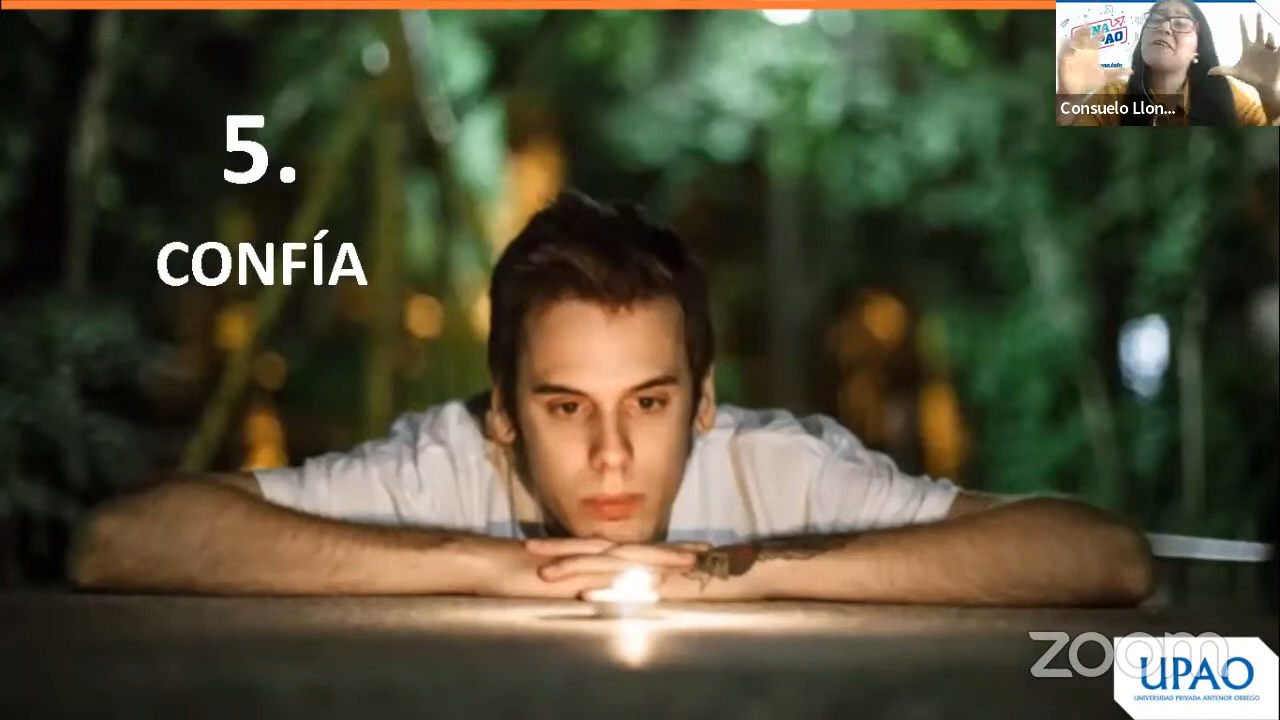 5.
CONFÍA
Consuelo Llon...
zoom
UPAO
UNIVERSIDAD PRIVADA ANTENOR ORREGO